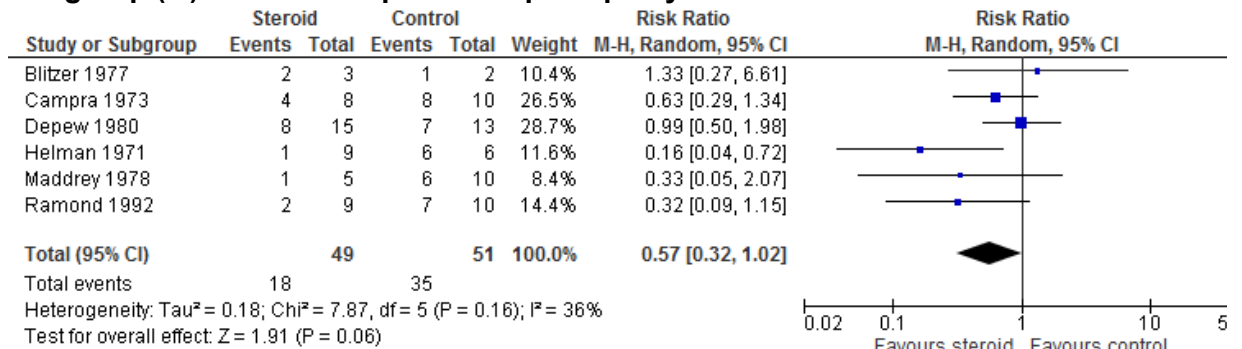 Steroid Control Risk Ratio Risk Ratio
Study or Subgroup Events Total Events Total Weight M-H, Random, 95% CI M-H, Random, 95% CI
Blitzer 1977 2 3 1 2 10.4% 1.33 [0.27, 6.61]
Campra 1973 4 8 8 10 26.5% 0.63 [0.29, 1.34]
Depew 1980 8 15 7 13 28.7% 0.99 [0.50, 1.98]
Helman 1971 1 9 6 6 11.6% 0.16 [0.04, 0.72]
Maddrey 1978 1 5 6 10 8.4% 0.33 [0.05, 2.07]
Ramond 1992 2 9 7 10 14.4% 0.32 [0.09, 1.15]
Total (95% CI) 49 51 100.0% 0.57 [0.32, 1.02]
Total events 18 35
Heterogeneity: Tau² = 0.18; Chi² = 7.87, df = 5 (P = 0.16); I² = 36%
Test for overall effect: Z = 1.91 (P = 0.06)
0.02 0.1 1 10 5
Favours steroid Favours control